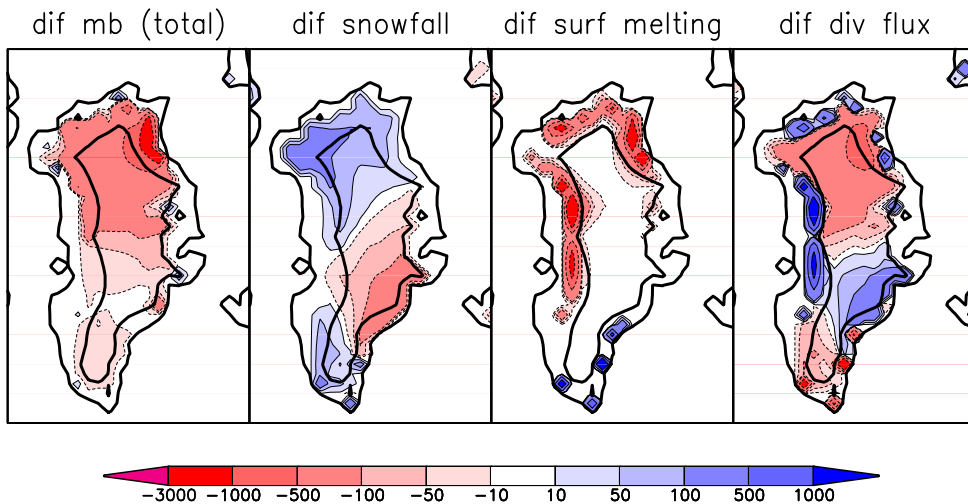 dif mb (total) dif snowfall dif surf melting dif div flux
−3000 −1000 −500 −100 −50 −10 10 50 100 500 1000